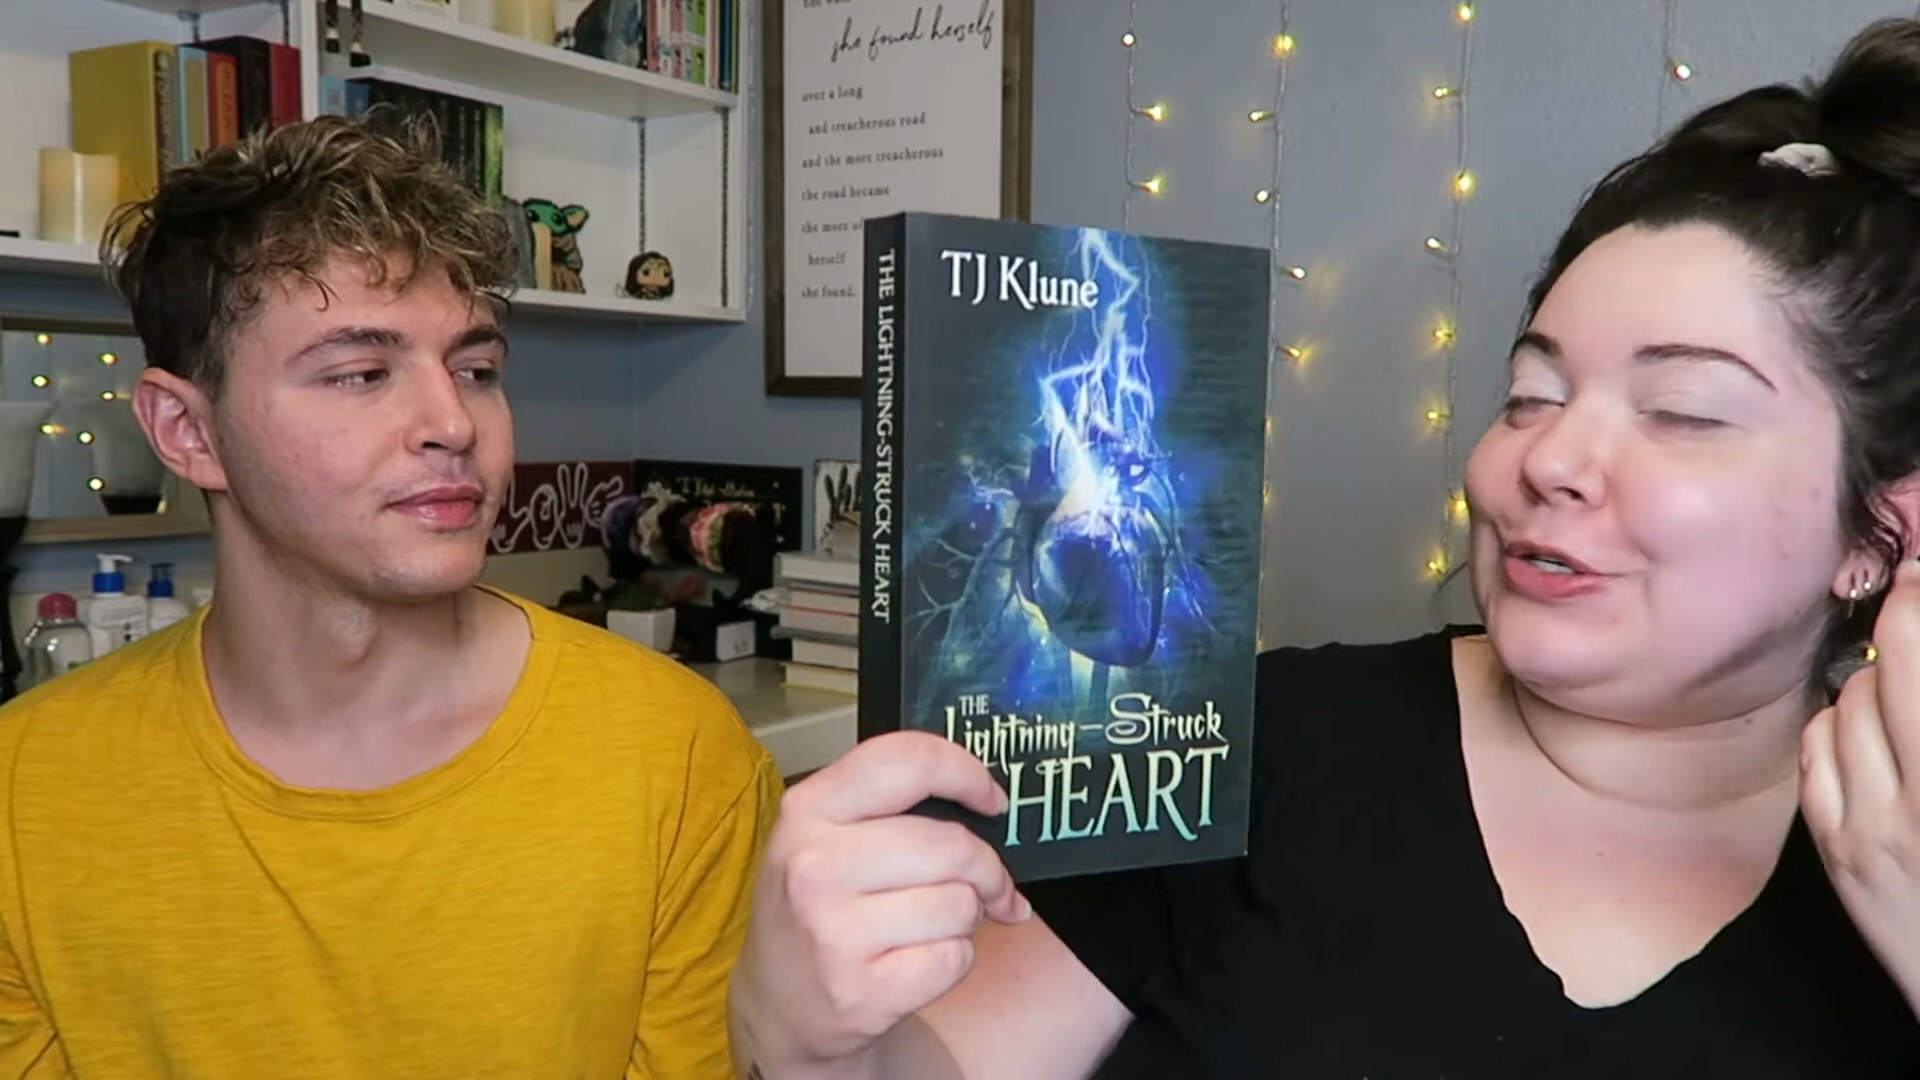 she found herself
over a long
and treacherous road
and the more treacherous
the road became
the more of
herself
she found.
THE LIGHTNING-STRUCK HEART
TJ Klune
THE
Lightning-Struck
HEART
LOVE